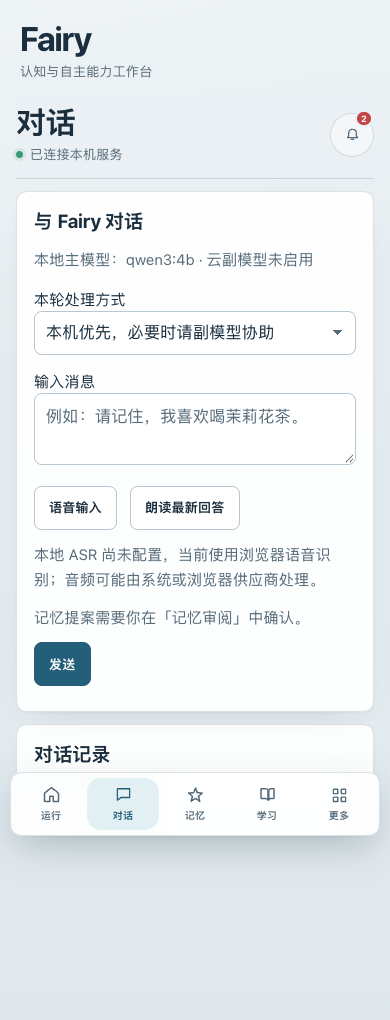 Fairy
认知与自主能力工作台
对话
已连接本机服务
2
与 Fairy 对话
本地主模型：qwen3:4b · 云副模型未启用
本轮处理方式
本机优先，必要时请副模型协助
输入消息
例如：请记住，我喜欢喝茉莉花茶。
语音输入
朗读最新回答
本地 ASR 尚未配置，当前使用浏览器语音识
别；音频可能由系统或浏览器供应商处理。
记忆提案需要你在「记忆审阅」中确认。
发送
对话记录
运行
对话
记忆
学习
更多